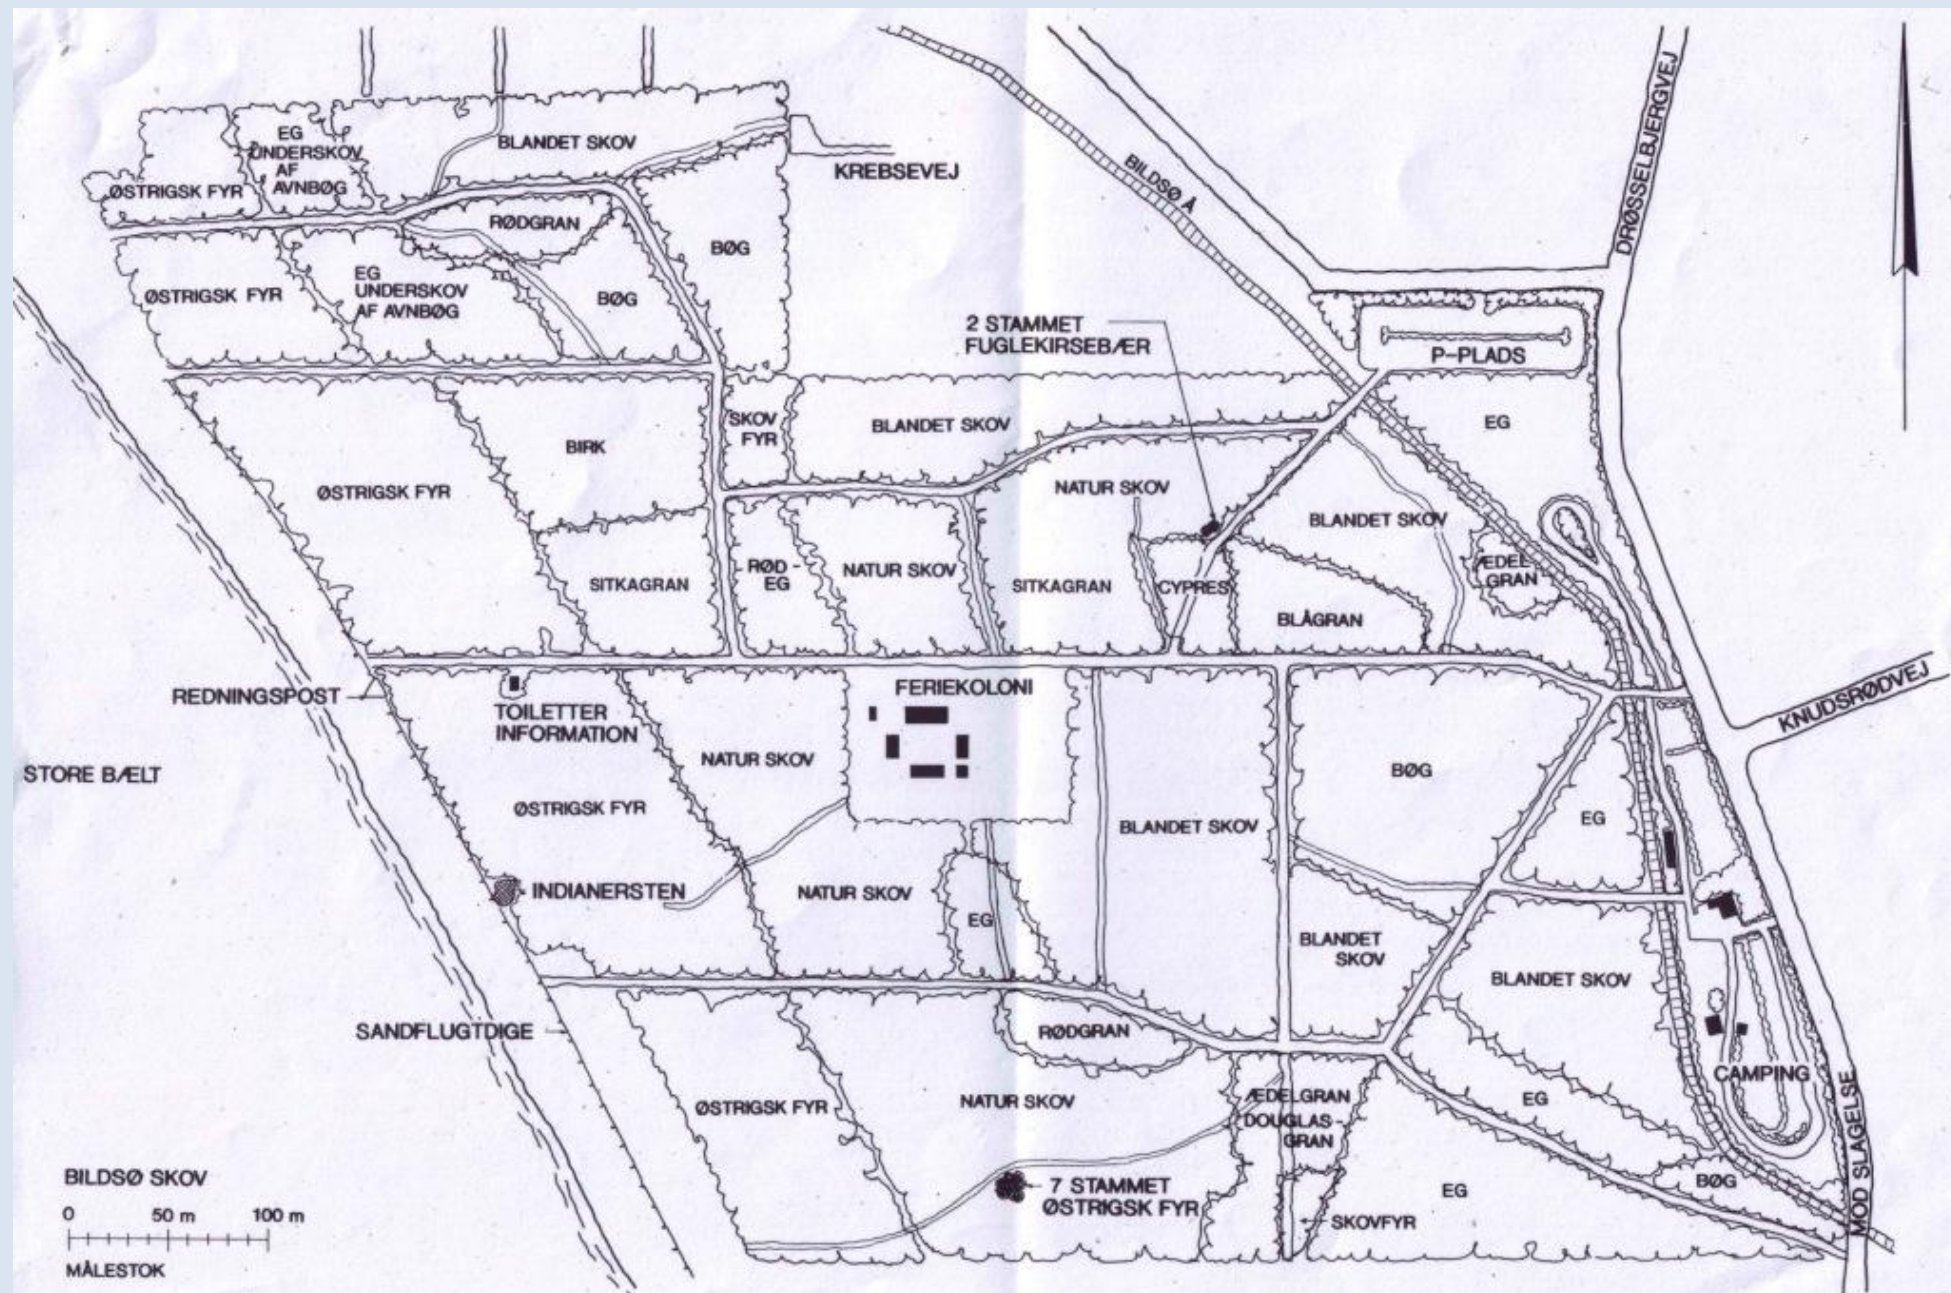 EG
UNDERSKOV
AF
AVNBØG
BLANDET SKOV
KREBSEVEJ
ØSTRIGSK FYR
RØDGRAN
BØG
BILDSØ Å
DRØSSELBJERGVEJ
ØSTRIGSK FYR
EG
UNDERSKOV
AF AVNBØG
BØG
2 STAMMET
FUGLEKIRSEBÆR
P-PLADS
SKOV
FYR
BLANDET SKOV
EG
BIRK
ØSTRIGSK FYR
NATUR SKOV
BLANDET SKOV
SITKAGRAN
RØD-
EG
NATUR SKOV
SITKAGRAN
CYPRES
ÆDEL
GRAN
BLÅGRAN
REDNINGSPOST
TOILETTER
INFORMATION
FERIEKOLONI
KNUDSRØDVEJ
STORE BÆLT
NATUR SKOV
BØG
ØSTRIGSK FYR
BLANDET SKOV
EG
INDIANERSTEN
NATUR SKOV
EG
BLANDET
SKOV
BLANDET SKOV
SANDFLUGTDIGE
RØDGRAN
CAMPING
ØSTRIGSK FYR
NATUR SKOV
ÆDELGRAN
DOUGLAS-
GRAN
EG
MOD SLAGELSE
7 STAMMET
ØSTRIGSK FYR
EG
BØG
SKOVFYR
BILDSØ SKOV
0 50 m 100 m
MÅLESTOK